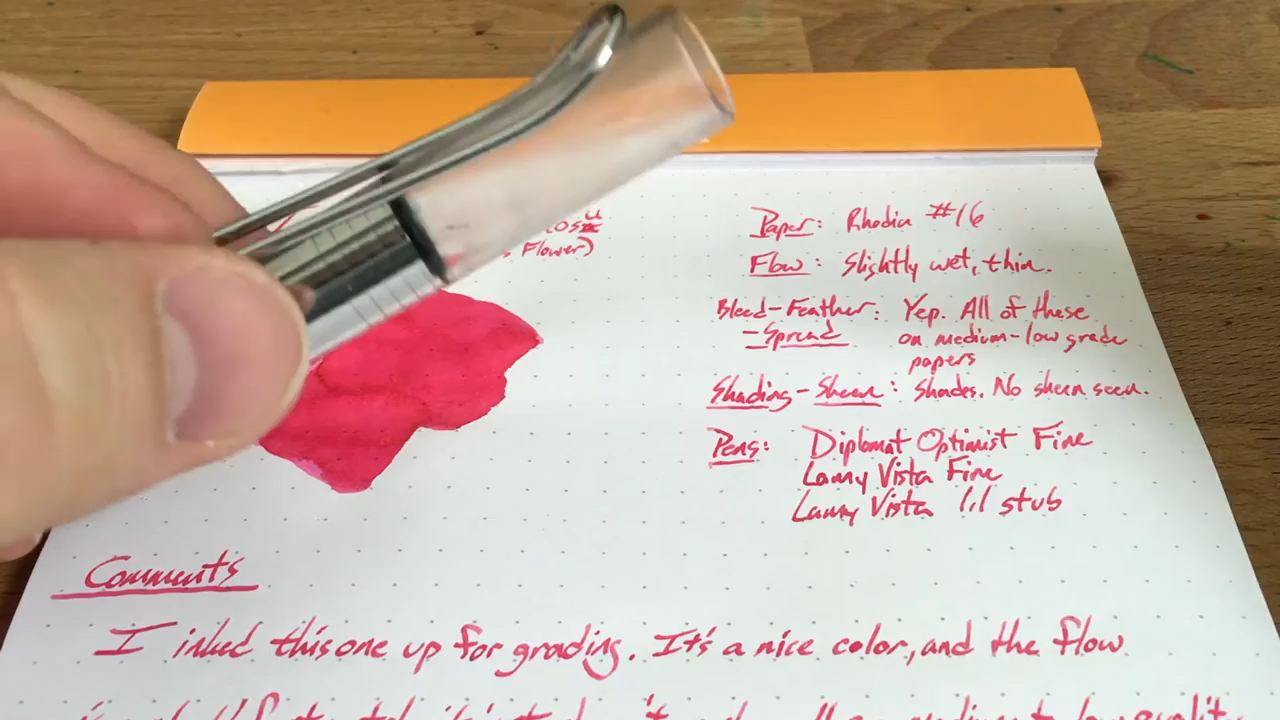 Flower)
Paper: Rhodia #16
Flow: Slightly wet, thin.
Bleed-Feather: Yep. All of these
-Spread on medium-low grade
papers
Shading-Sheen: Shades. No sheen seen.
Pens: Diplomat Optimist Fine
Lamy Vista Fine
Lamy Vista 1.1 stub
Comments
I inked this one up for grading. It's a nice color, and the flow